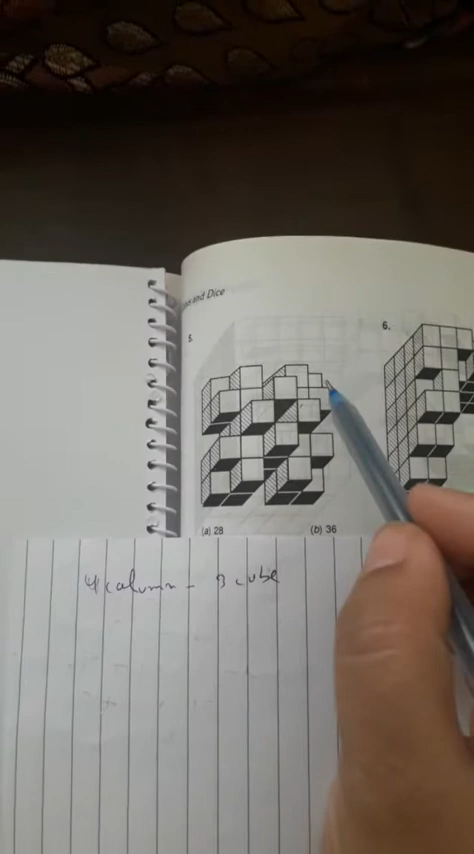 and Dice
5.
6.
(a) 28 (b) 36
4 column - 3 cube